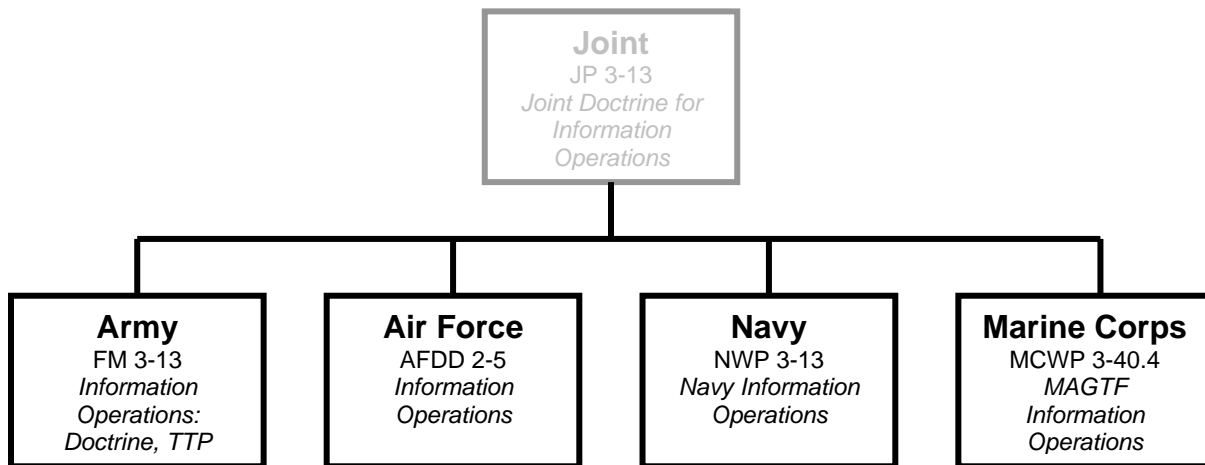 Joint
JP 3-13
Joint Doctrine for
Information
Operations
Army
FM 3-13
Information
Operations:
Doctrine, TTP
Air Force
AFDD 2-5
Information
Operations
Navy
NWP 3-13
Navy Information
Operations
Marine Corps
MCWP 3-40.4
MAGTF
Information
Operations